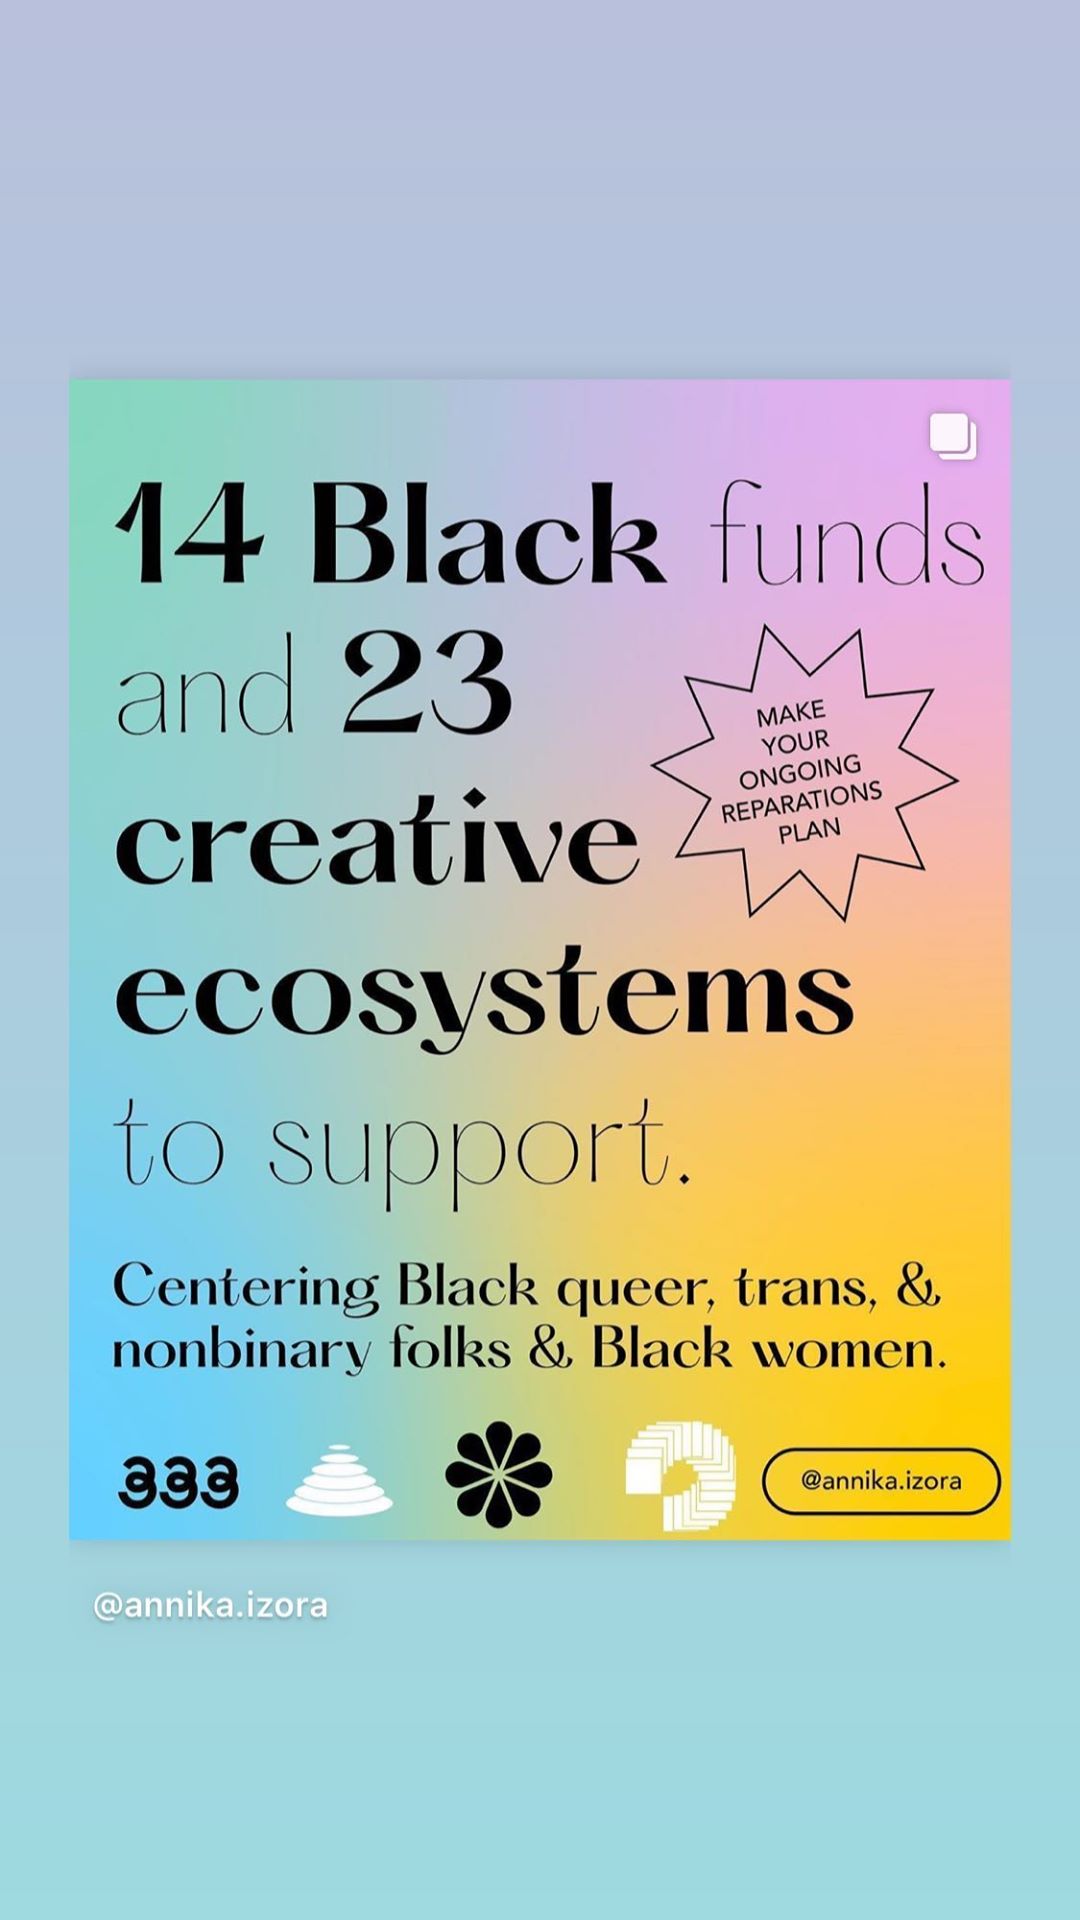 14 Black funds
and 23
MAKE
YOUR
ONGOING
REPARATIONS
PLAN
creative
ecosystems
to support.
Centering Black queer, trans, &
nonbinary folks & Black women.
333
@annika.izora
@annika.izora